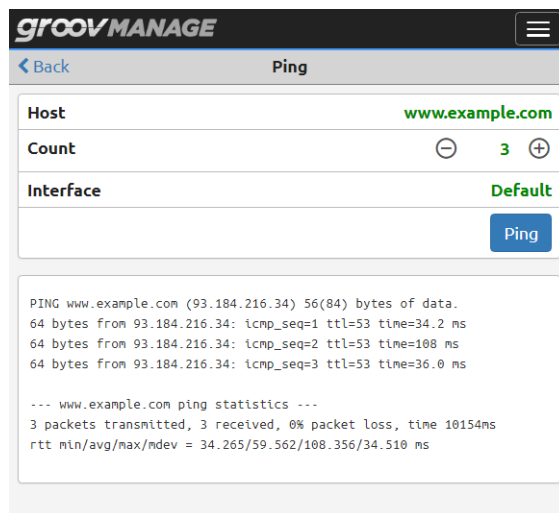 groov MANAGE
Back Ping
Host www.example.com
Count 3
Interface Default
Ping
PING www.example.com (93.184.216.34) 56(84) bytes of data.
64 bytes from 93.184.216.34: icmp_seq=1 ttl=53 time=34.2 ms
64 bytes from 93.184.216.34: icmp_seq=2 ttl=53 time=108 ms
64 bytes from 93.184.216.34: icmp_seq=3 ttl=53 time=36.0 ms
--- www.example.com ping statistics ---
3 packets transmitted, 3 received, 0% packet loss, time 10154ms
rtt min/avg/max/mdev = 34.265/59.562/108.356/34.510 ms